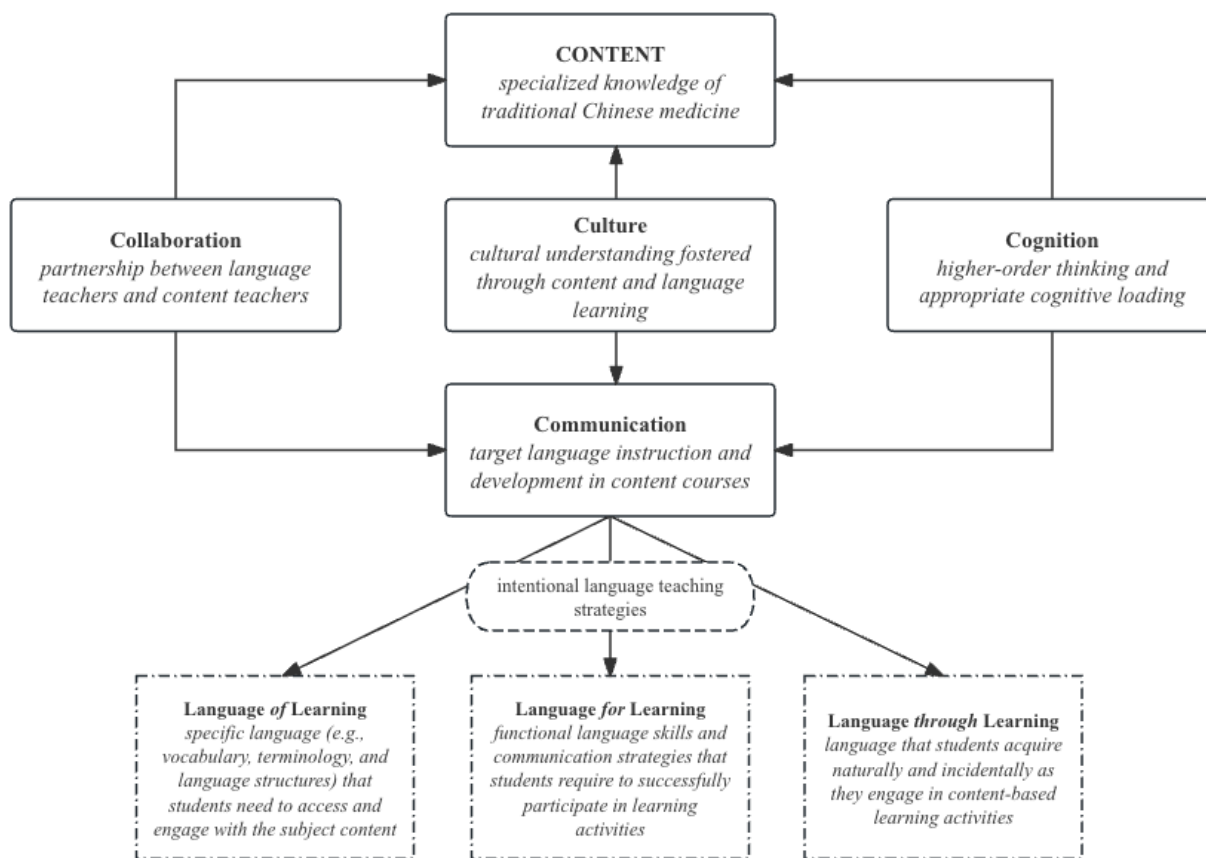 CONTENT
specialized knowledge of
traditional Chinese medicine
Collaboration
partnership between language
teachers and content teachers
Culture
cultural understanding fostered
through content and language
learning
Cognition
higher-order thinking and
appropriate cognitive loading
Communication
target language instruction and
development in content courses
intentional language teaching
strategies
Language of Learning
specific language (e.g.,
vocabulary, terminology, and
language structures) that
students need to access and
engage with the subject content
Language for Learning
functional language skills and
communication strategies that
students require to successfully
participate in learning
activities
Language through Learning
language that students acquire
naturally and incidentally as
they engage in content-based
learning activities